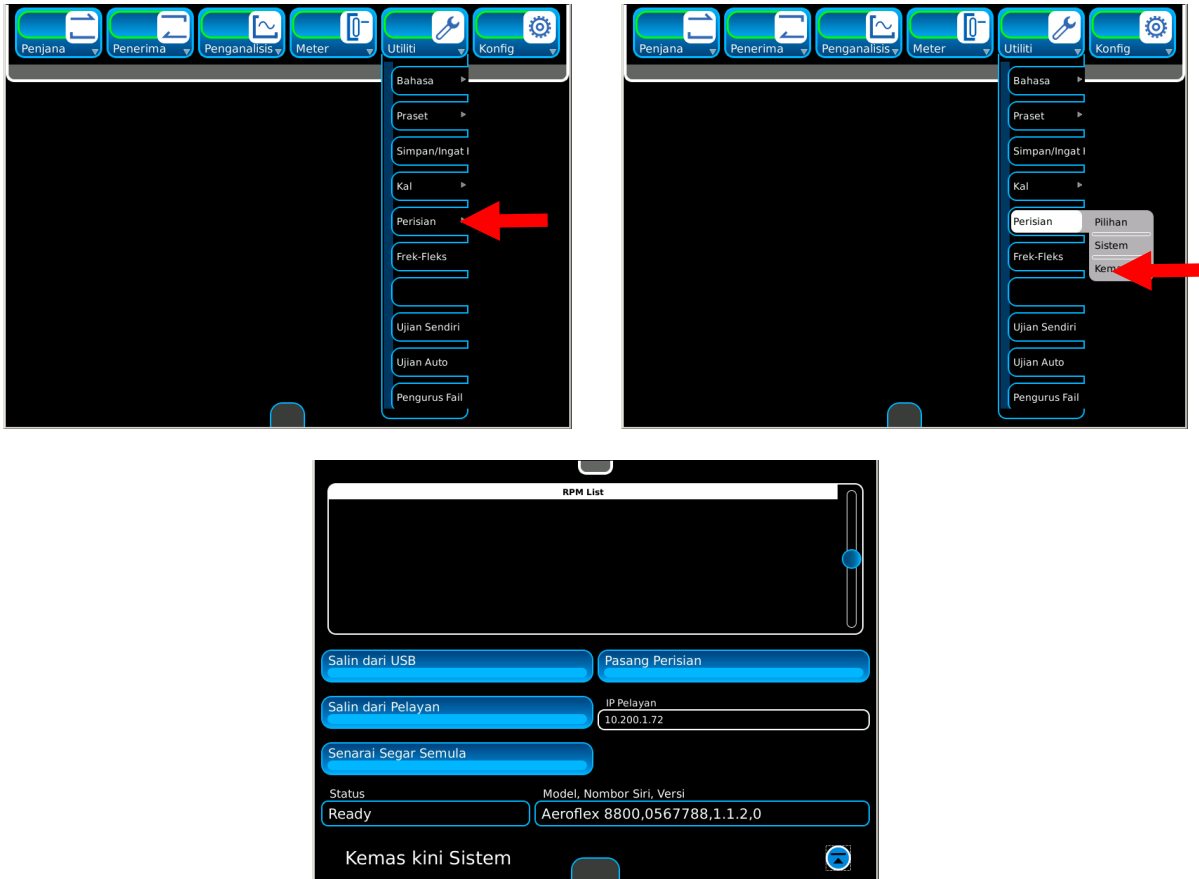 Penjana Penerima Penganalisis Meter Utiliti Konfig
Bahasa
Praset
Simpan/Ingat
Kal
Perisian
Frek-Fleks
Ujian Sendiri
Ujian Auto
Pengurus Fail
Penjana Penerima Penganalisis Meter Utiliti Konfig
Bahasa
Praset
Simpan/Ingat
Kal
Perisian Pilihan
Sistem
Frek-Fleks
Ujian Sendiri
Ujian Auto
Pengurus Fail
RPM List
Salin dari USB Pasang Perisian
Salin dari Pelayan IP Pelayan
10.200.1.72
Senarai Segar Semula
Status Model, Nombor Siri, Versi
Ready Aeroflex 8800,0567788,1.1.2,0
Kemas kini Sistem